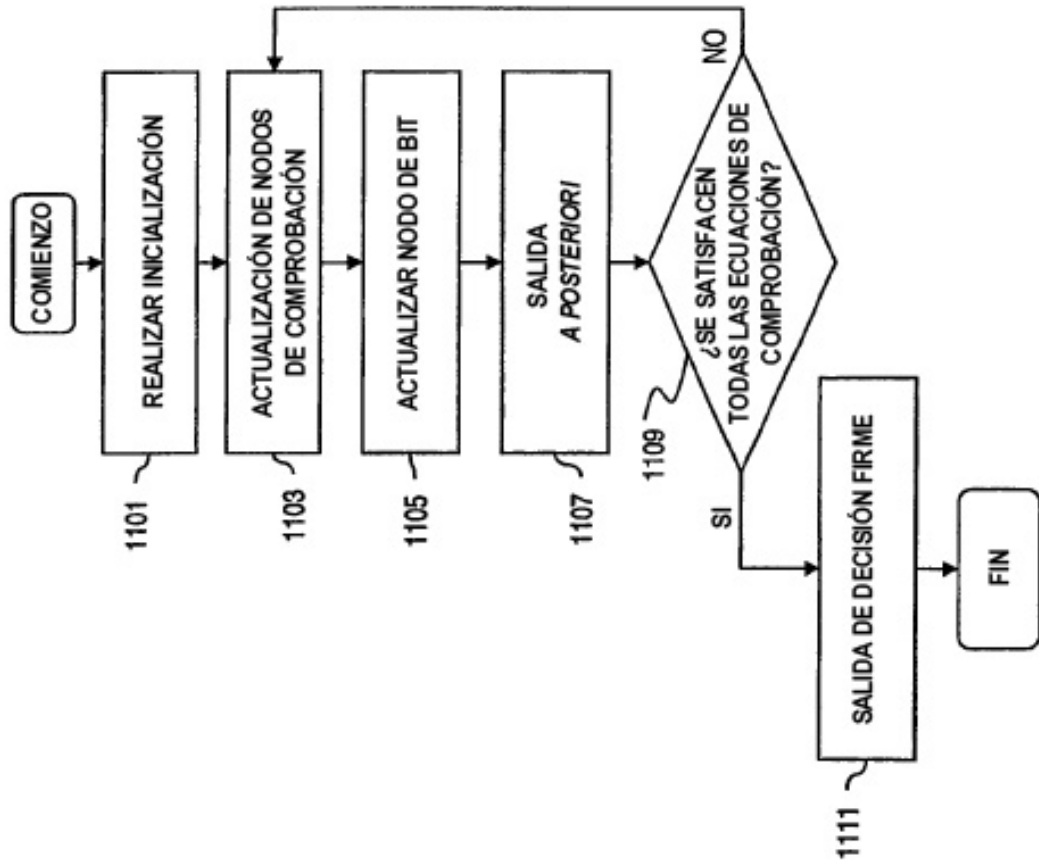 COMIENZO
REALIZAR INICIALIZACIÓN
1101
ACTUALIZACIÓN DE NODOS
DE COMPROBACIÓN
1103
ACTUALIZAR NODO DE BIT
1105
SALIDA
A POSTERIORI
1107
¿SE SATISFACEN
TODAS LAS ECUACIONES DE
COMPROBACIÓN?
1109
NO
SI
SALIDA DE DECISIÓN FIRME
1111
FIN